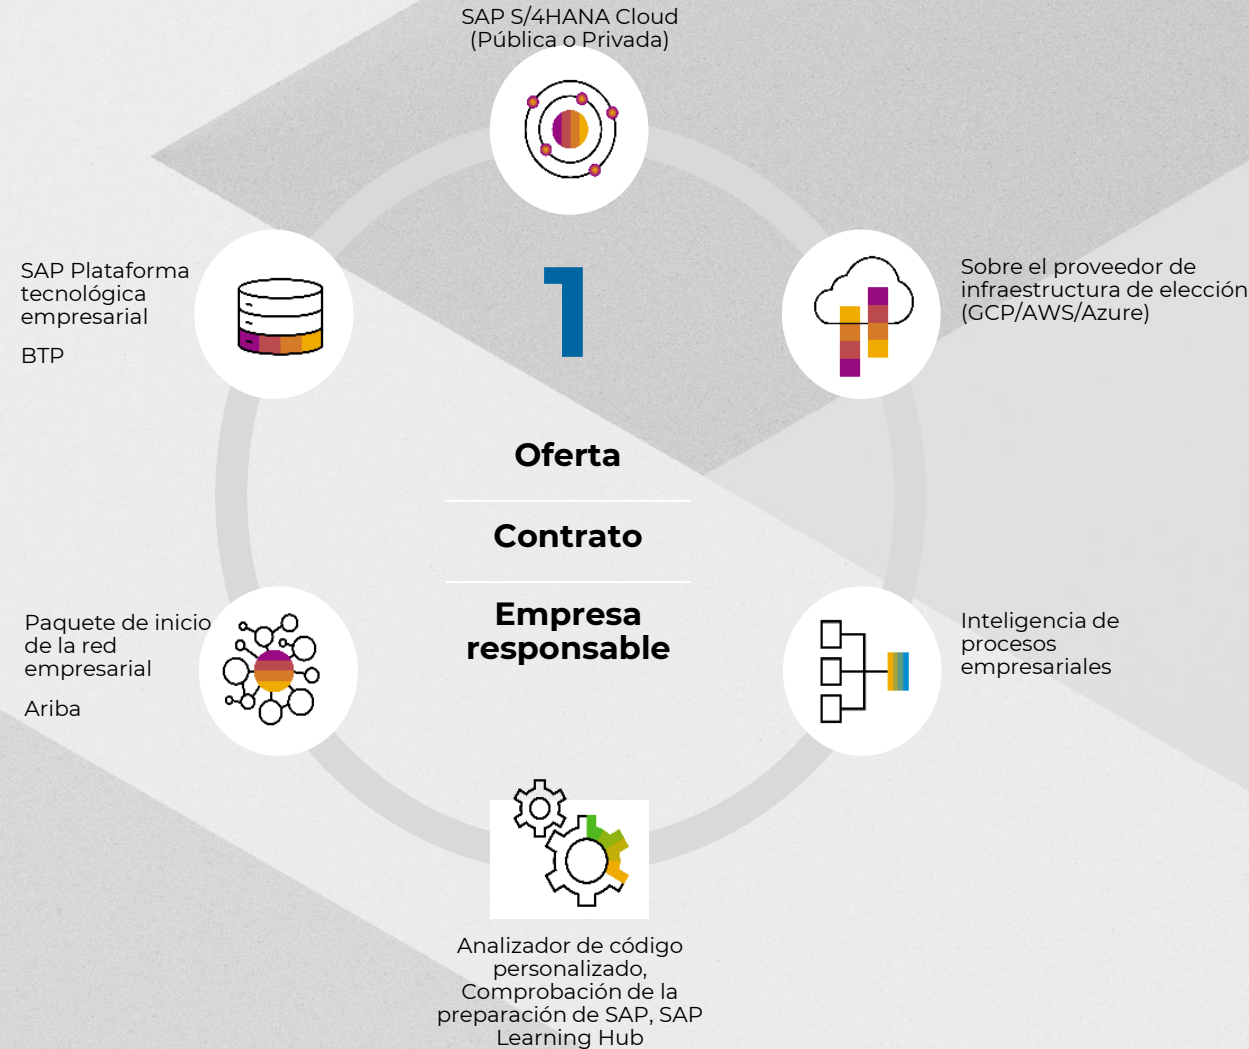 SAP S/4HANA Cloud
(Pública o Privada)
SAP Plataforma
tecnológica
empresarial
BTP
Sobre el proveedor de
infraestructura de elección
(GCP/AWS/Azure)
1
Oferta
Contrato
Empresa
responsable
Paquete de inicio
de la red
empresarial
Ariba
Inteligencia de
procesos
empresariales
Analizador de código
personalizado,
Comprobación de la
preparación de SAP, SAP
Learning Hub